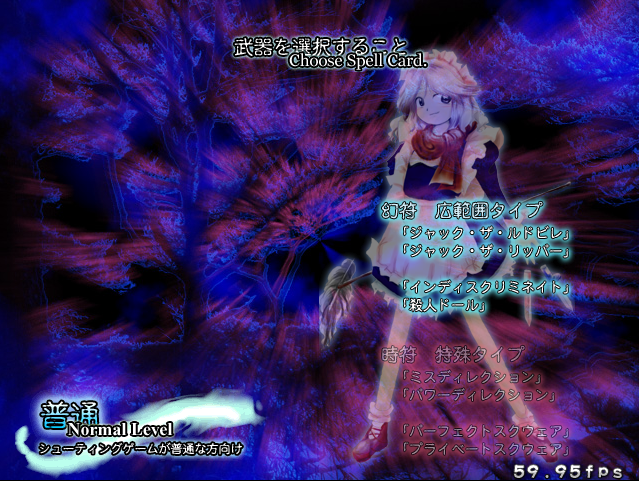 武器を選択すること
Choose Spell Card.
幻符　広範囲タイプ
「ジャック・ザ・ルドビレ」
「ジャック・ザ・リッパー」
「インディスクリミネイト」
「殺人ドール」
時符　特殊タイプ
「ミスディレクション」
「パワーディレクション」
「パーフェクトスクウェア」
「プライベートスクウェア」
普通
Normal Level
シューティングゲームが普通な方向け
59.95fps